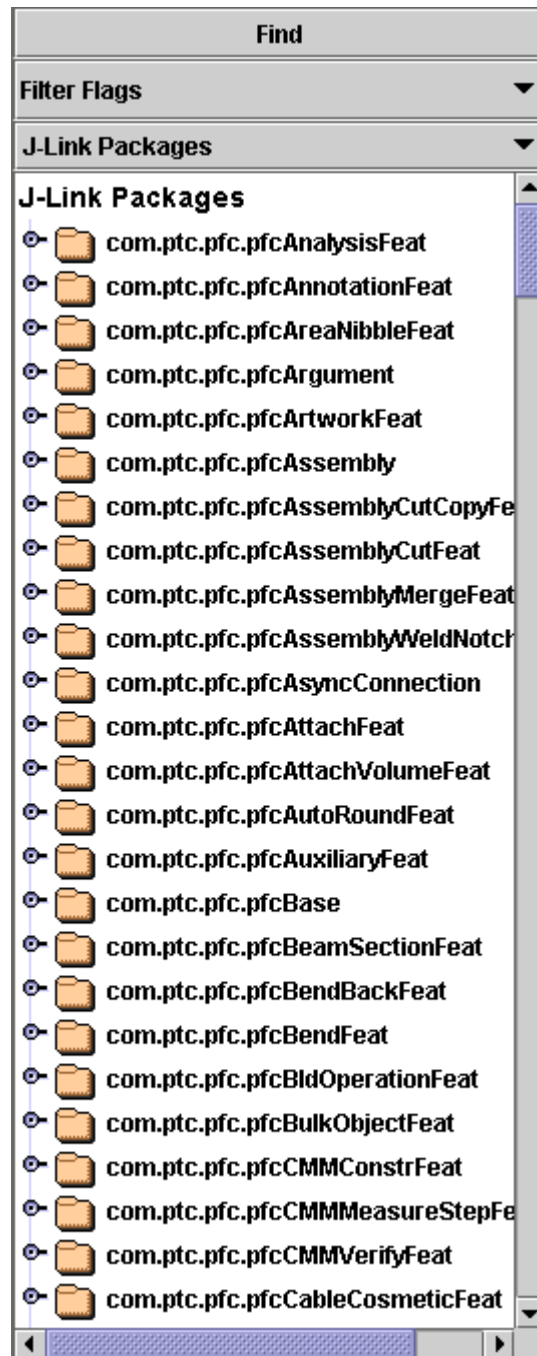 Find
Filter Flags
J-Link Packages
J-Link Packages
com.ptc.pfc.pfcAnalysisFeat
com.ptc.pfc.pfcAnnotationFeat
com.ptc.pfc.pfcAreaNibbleFeat
com.ptc.pfc.pfcArgument
com.ptc.pfc.pfcArtworkFeat
com.ptc.pfc.pfcAssembly
com.ptc.pfc.pfcAssemblyCutCopyFe
com.ptc.pfc.pfcAssemblyCutFeat
com.ptc.pfc.pfcAssemblyMergeFeat
com.ptc.pfc.pfcAssemblyWeldNotch
com.ptc.pfc.pfcAsyncConnection
com.ptc.pfc.pfcAttachFeat
com.ptc.pfc.pfcAttachVolumeFeat
com.ptc.pfc.pfcAutoRoundFeat
com.ptc.pfc.pfcAuxiliaryFeat
com.ptc.pfc.pfcBase
com.ptc.pfc.pfcBeamSectionFeat
com.ptc.pfc.pfcBendBackFeat
com.ptc.pfc.pfcBendFeat
com.ptc.pfc.pfcBldOperationFeat
com.ptc.pfc.pfcBulkObjectFeat
com.ptc.pfc.pfcCMMConstrFeat
com.ptc.pfc.pfcCMMMeasureStepFe
com.ptc.pfc.pfcCMMVerifyFeat
com.ptc.pfc.pfcCableCosmeticFeat